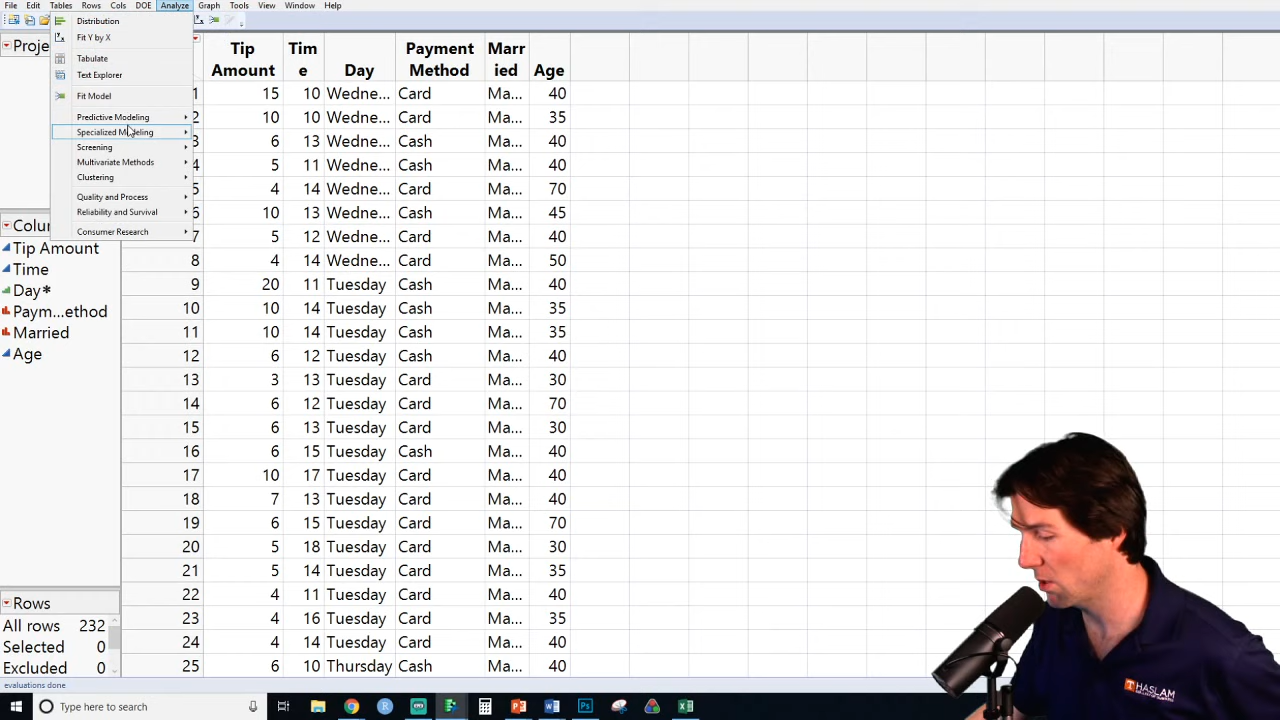 File Edit Tables Rows Cols DOE Analyze Graph Tools View Window Help
Distribution
Fit Y by X
Tabulate
Text Explorer
Fit Model
Predictive Modeling
Specialized Modeling
Screening
Multivariate Methods
Clustering
Quality and Process
Reliability and Survival
Consumer Research
Proje
Colu
Tip Amount
Time
Day*
Paym...ethod
Married
Age
Rows
All rows 232
Selected 0
Excluded 0
evaluations done
Tip Amount Time Day Payment Method Married Age
1 15 10 Wedne... Card Ma... 40
2 10 10 Wedne... Card Ma... 35
3 6 13 Wedne... Cash Ma... 40
4 5 11 Wedne... Cash Ma... 40
5 4 14 Wedne... Card Ma... 70
6 10 13 Wedne... Cash Ma... 45
7 5 12 Wedne... Card Ma... 40
8 4 14 Wedne... Card Ma... 50
9 20 11 Tuesday Cash Ma... 40
10 10 14 Tuesday Cash Ma... 35
11 10 14 Tuesday Cash Ma... 35
12 6 12 Tuesday Cash Ma... 40
13 3 13 Tuesday Card Ma... 30
14 6 12 Tuesday Card Ma... 70
15 6 13 Tuesday Card Ma... 30
16 6 15 Tuesday Cash Ma... 40
17 10 17 Tuesday Card Ma... 40
18 7 13 Tuesday Card Ma... 40
19 6 15 Tuesday Card Ma... 70
20 5 18 Tuesday Card Ma... 30
21 5 14 Tuesday Card Ma... 35
22 4 11 Tuesday Card Ma... 40
23 4 16 Tuesday Card Ma... 35
24 4 14 Tuesday Card Ma... 40
25 6 10 Thursday Cash Ma... 40
HASLAM
Type here to search